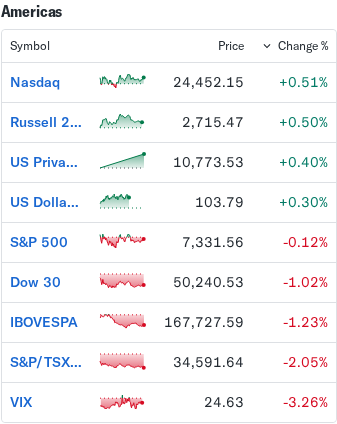 Americas
Symbol Price Change %
Nasdaq 24,452.15 +0.51%
Russell 2... 2,715.47 +0.50%
US Priva... 10,773.53 +0.40%
US Dolla... 103.79 +0.30%
S&P 500 7,331.56 -0.12%
Dow 30 50,240.53 -1.02%
IBOVESPA 167,727.59 -1.23%
S&P/TSX... 34,591.64 -2.05%
VIX 24.63 -3.26%